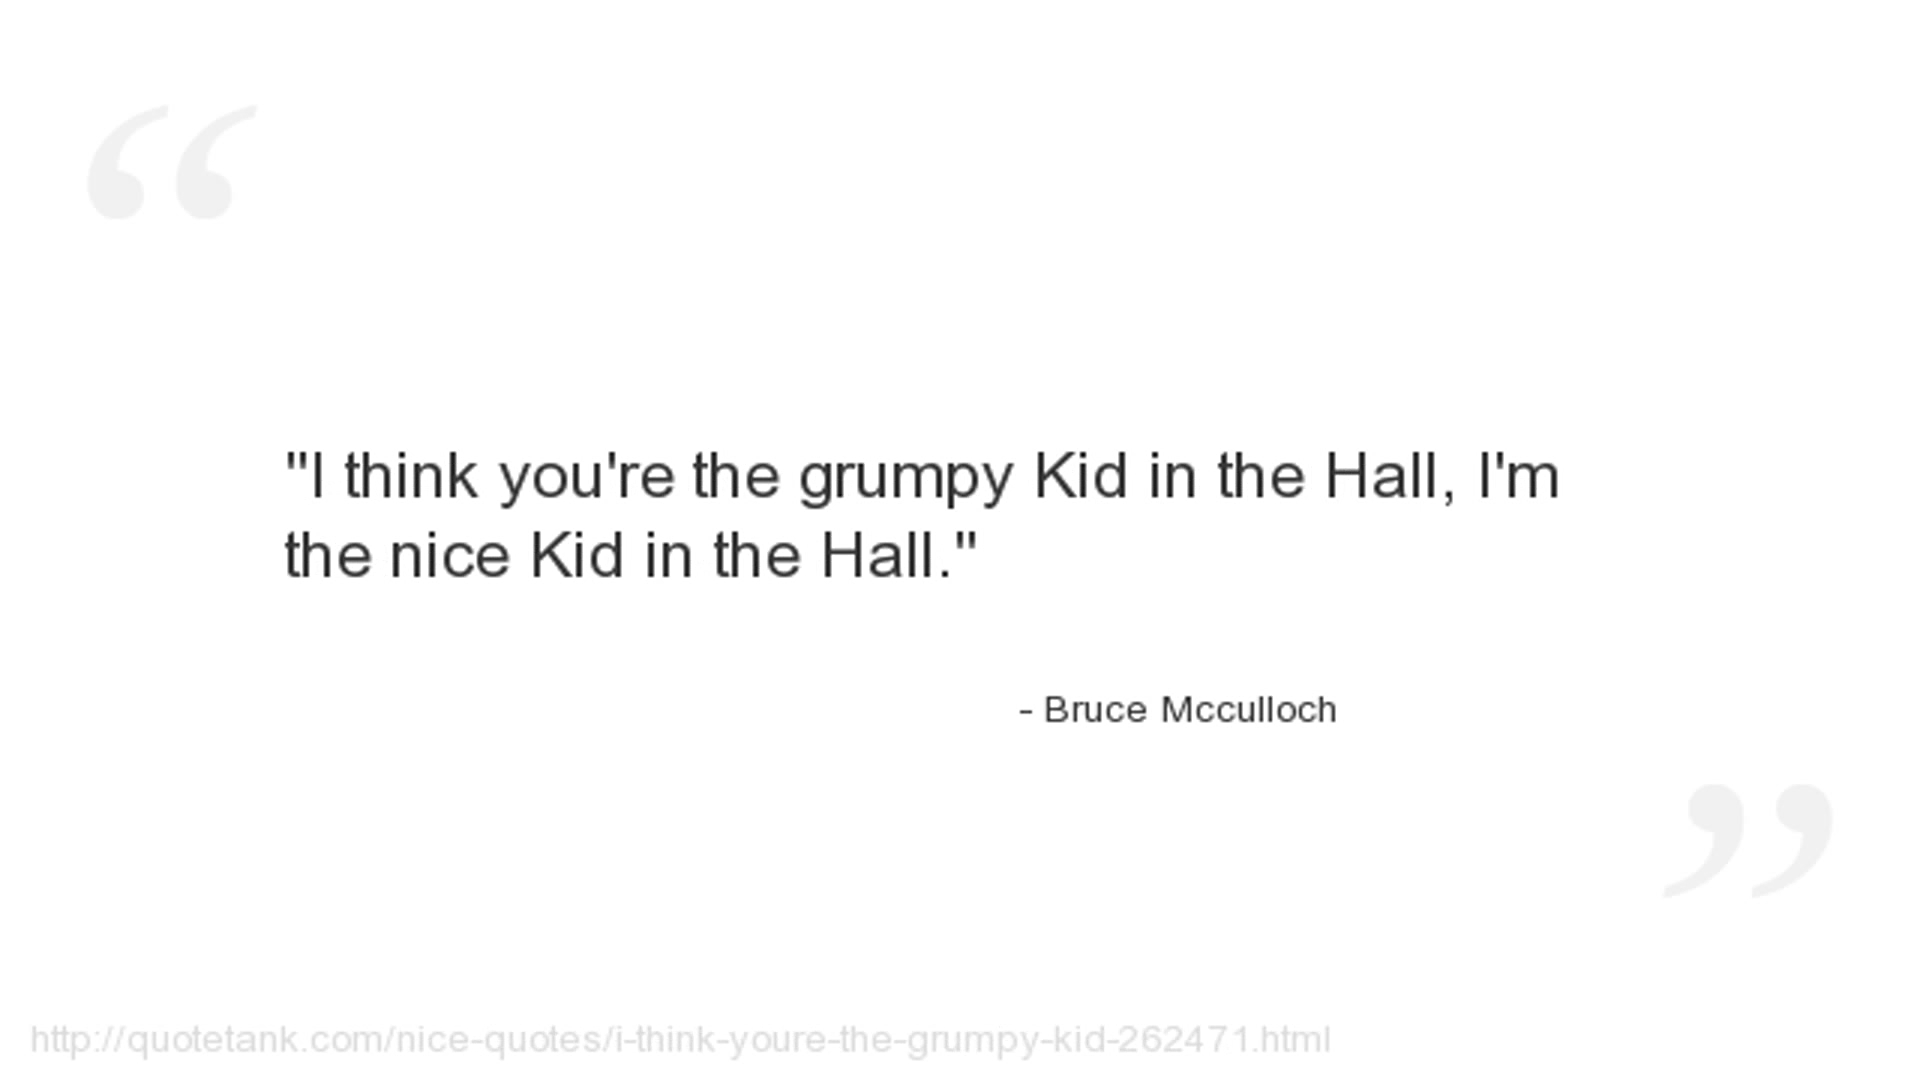 "I think you're the grumpy Kid in the Hall, I'm
the nice Kid in the Hall."
- Bruce Mcculloch
http://quotetank.com/nice-quotes/i-think-youre-the-grumpy-kid-262471.html